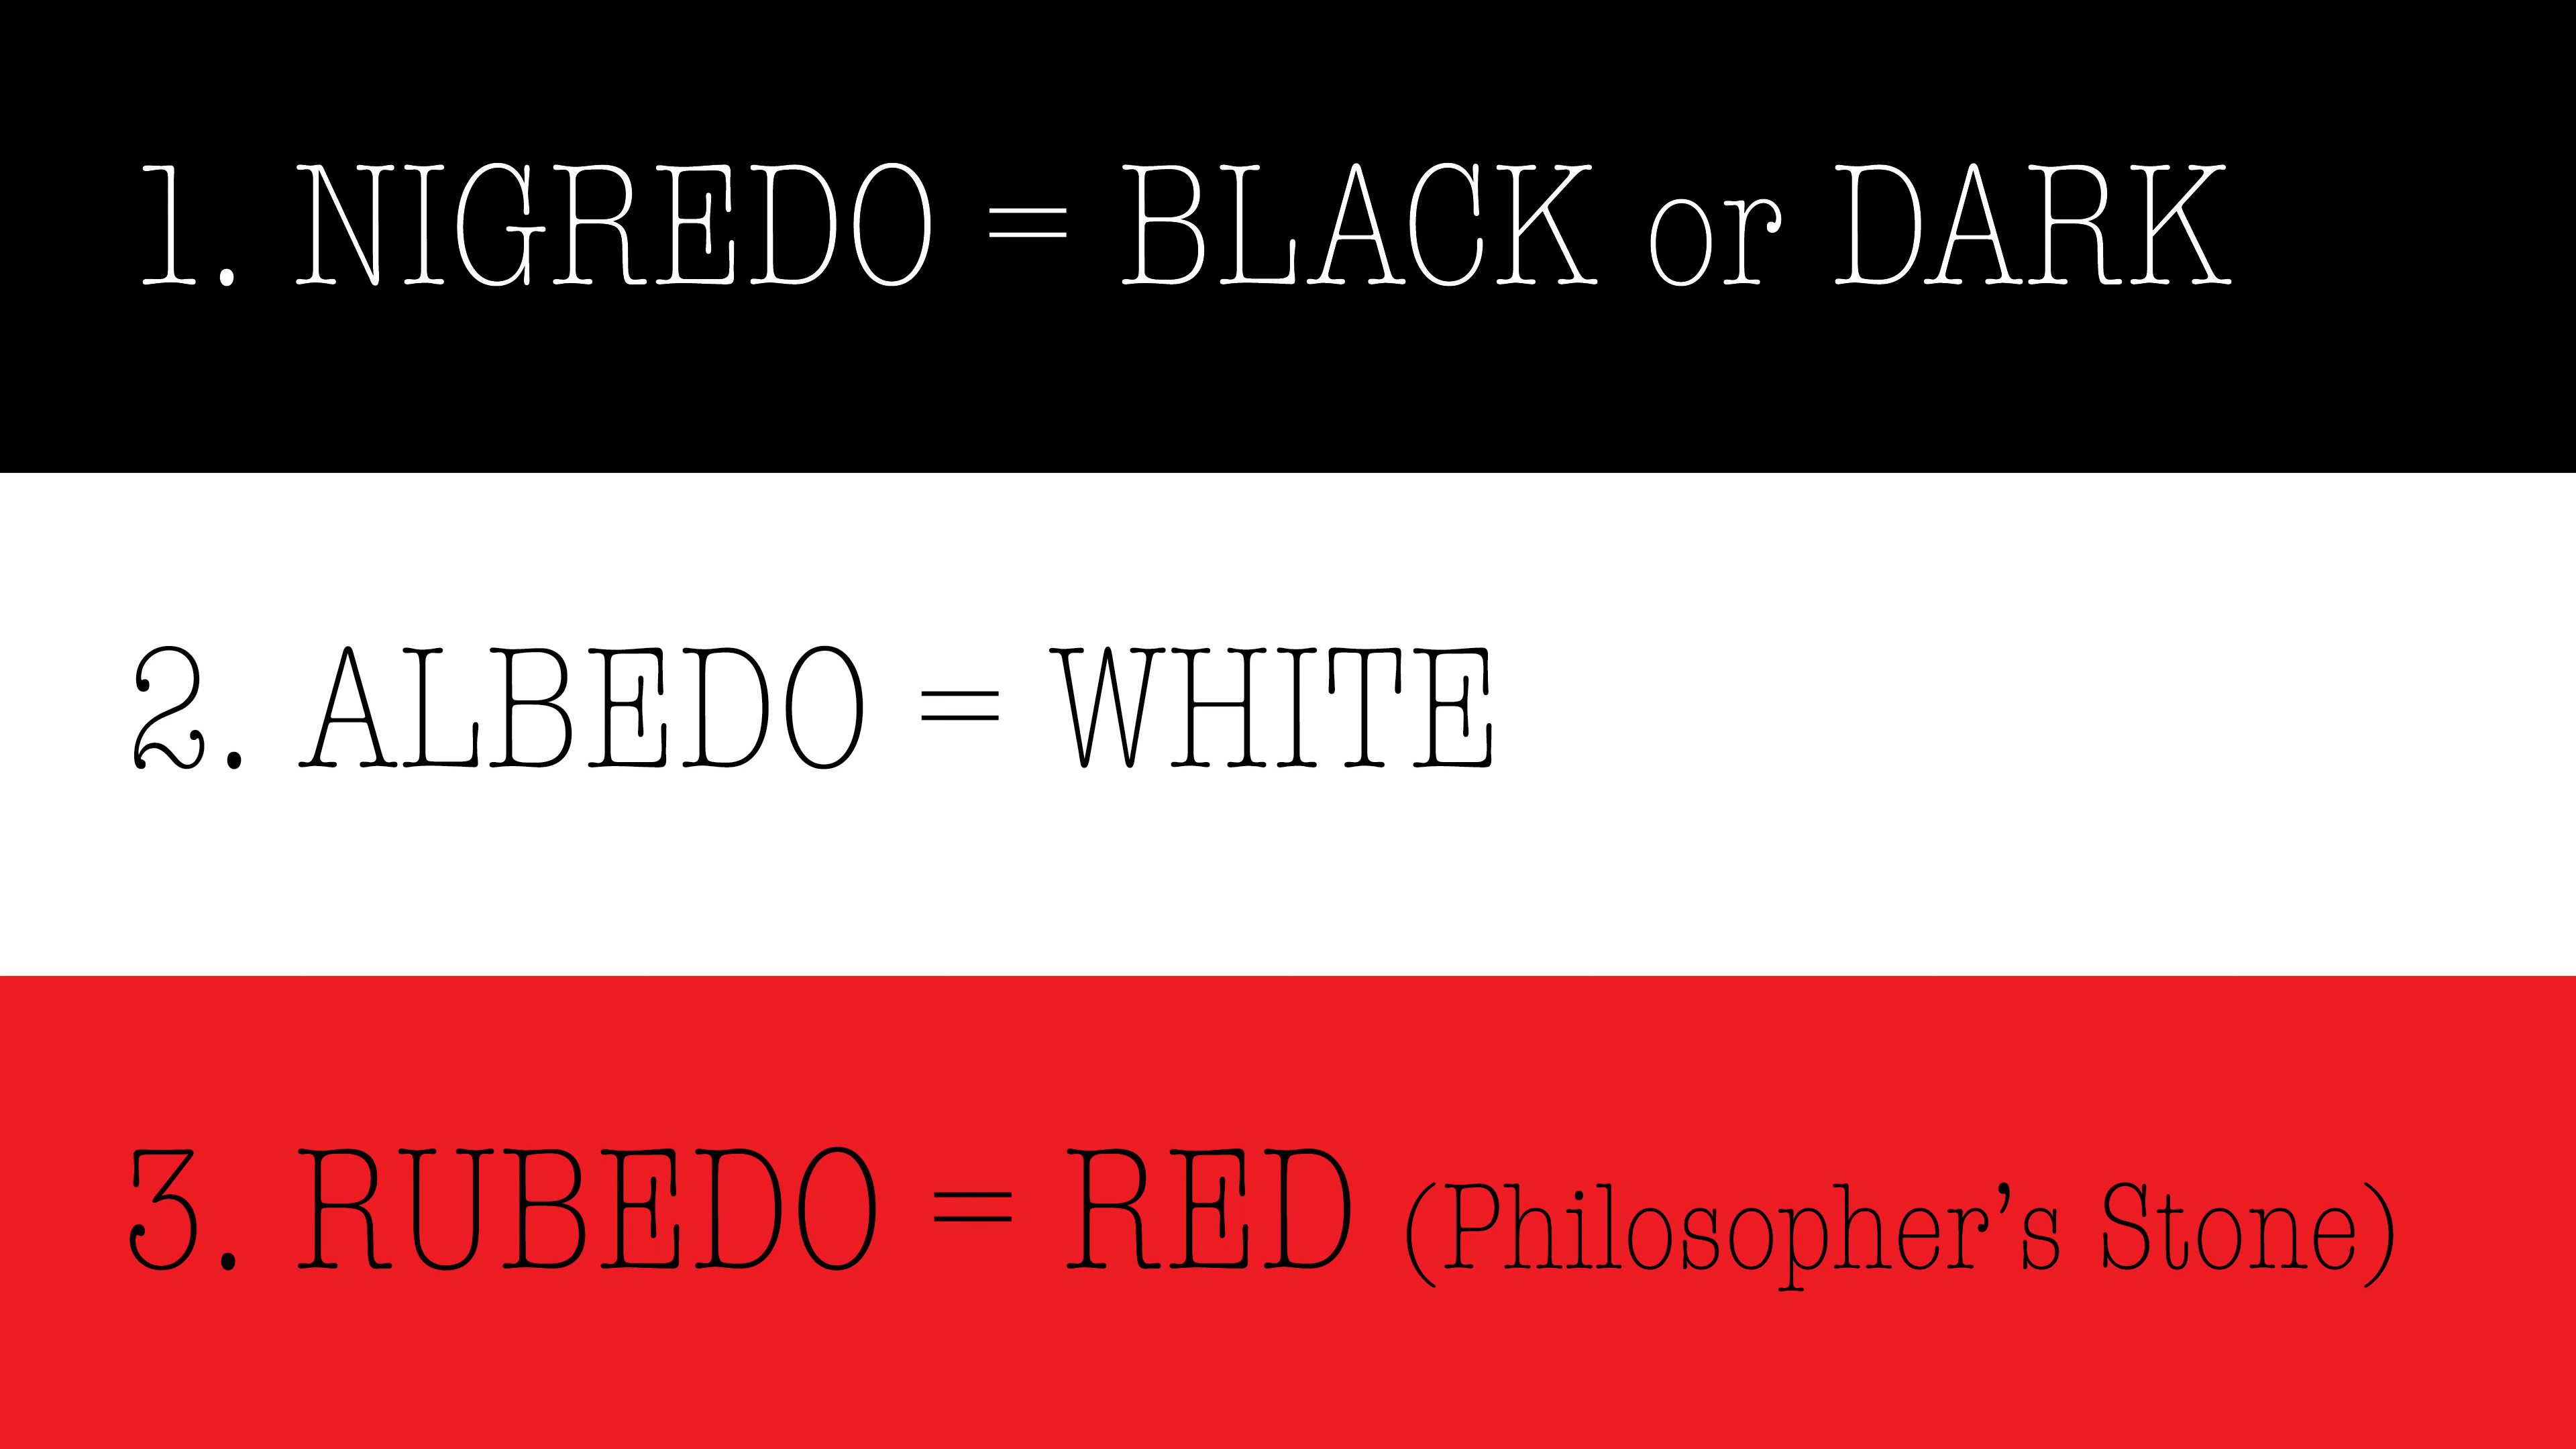 1. NIGREDO = BLACK or DARK
2. ALBEDO = WHITE
3. RUBEDO = RED (Philosopher’s Stone)